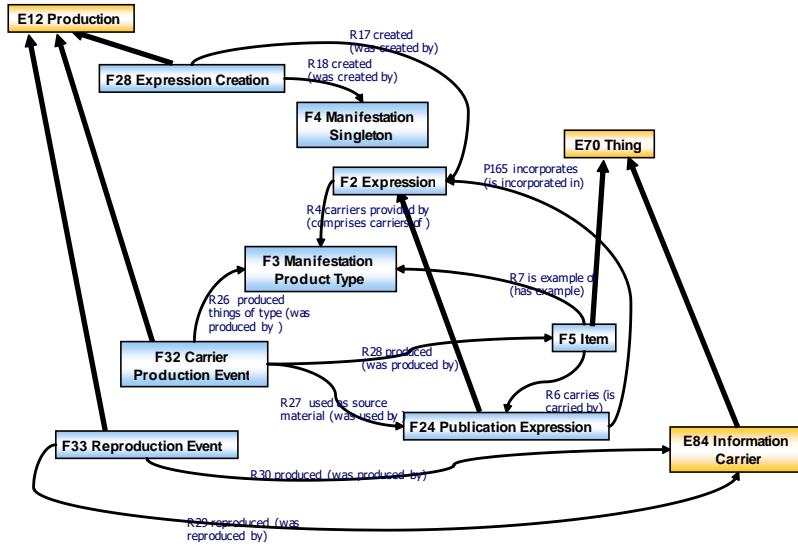 E12 Production
R17 created
(was created by)
R18 created
(was created by)
F28 Expression Creation
F4 Manifestation
Singleton
E70 Thing
P165 incorporates
(is incorporated in)
F2 Expression
R4 carriers provided by
(comprises carriers of )
F3 Manifestation
Product Type
R7 is example of
(has example)
R26 produced
things of type (was
produced by )
F5 Item
R28 produced
(was produced by)
F32 Carrier
Production Event
R6 carries (is
carried by)
R27 used as source
material (was used by )
F24 Publication Expression
F33 Reproduction Event
E84 Information
Carrier
R30 produced (was produced by)
R29 reproduced (was
reproduced by)